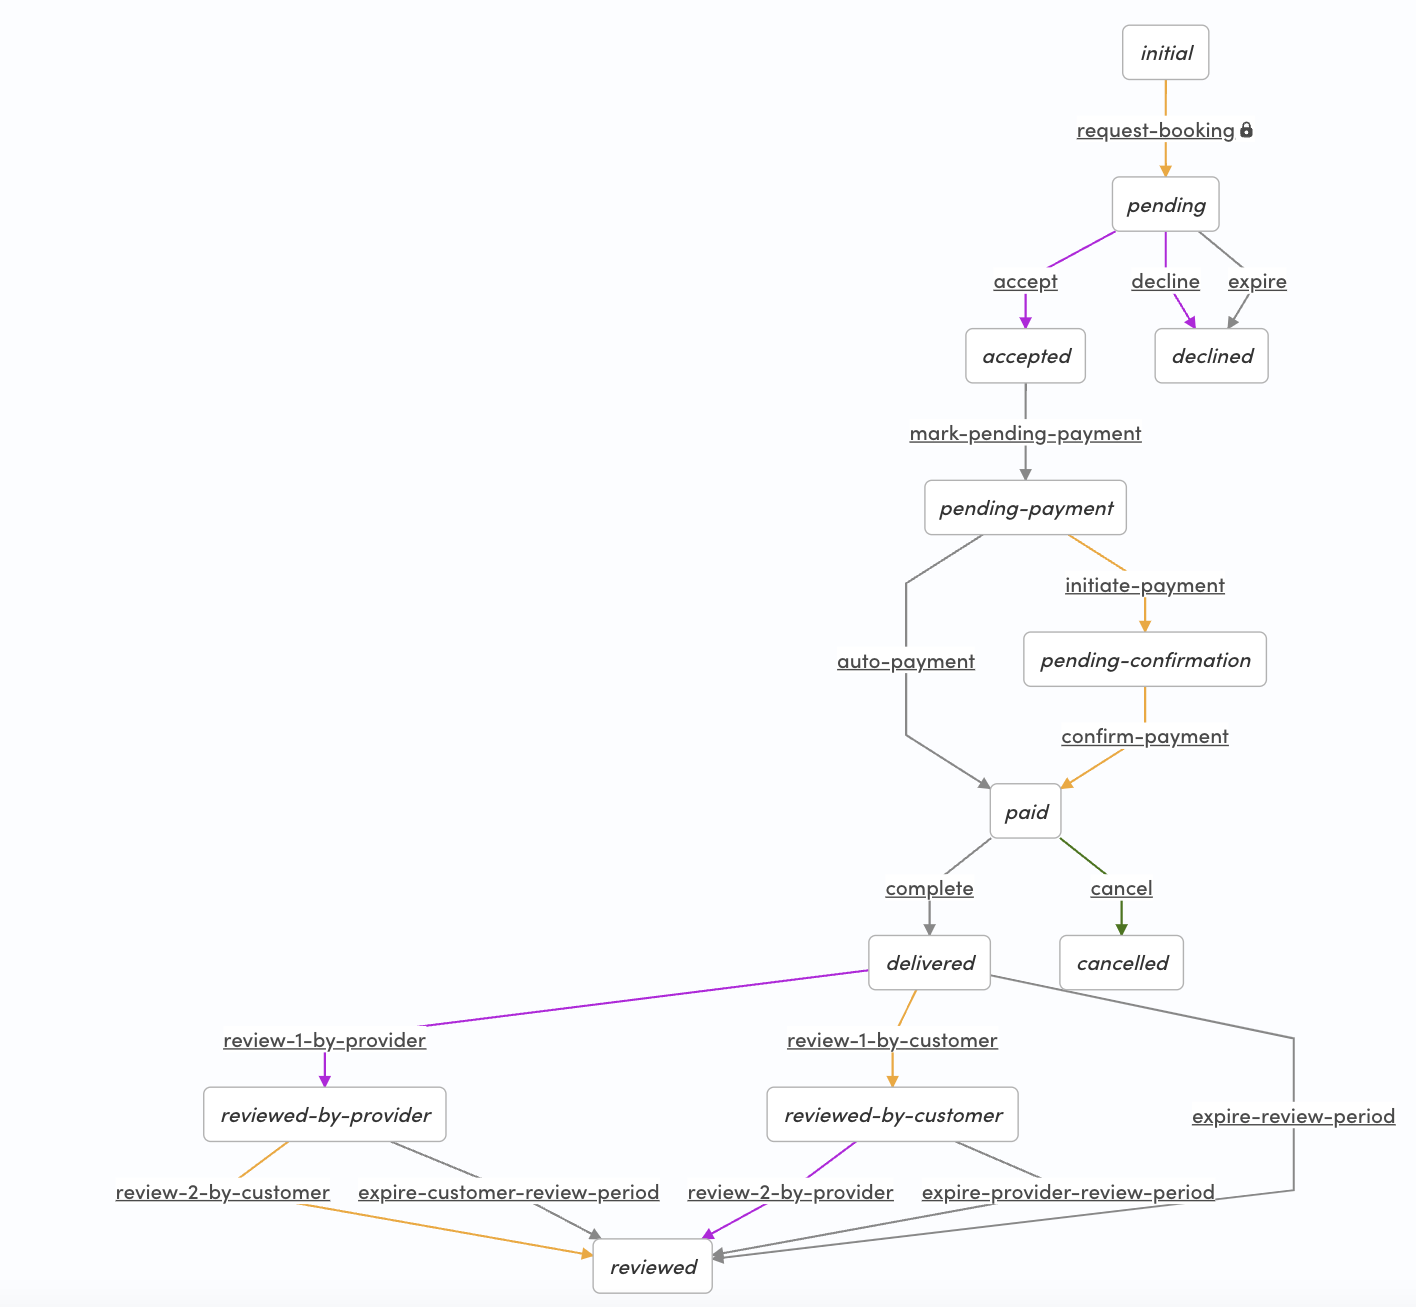 initial
request-booking
pending
accept
decline
expire
accepted
declined
mark-pending-payment
pending-payment
initiate-payment
auto-payment
pending-confirmation
confirm-payment
paid
complete
cancel
delivered
cancelled
review-1-by-provider
review-1-by-customer
reviewed-by-provider
reviewed-by-customer
expire-review-period
review-2-by-customer
expire-customer-review-period
review-2-by-provider
expire-provider-review-period
reviewed